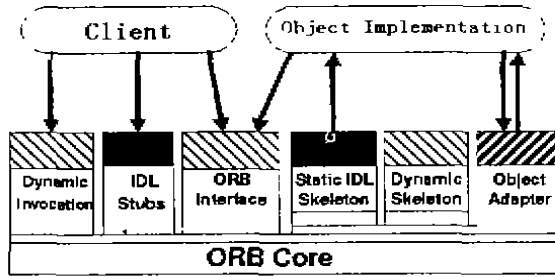 Client
Object Implementation
Dynamic
Invocation
IDL
Stubs
ORB
Interface
Static IDL
Skeleton
Dynamic
Skeleton
Object
Adapter
ORB Core